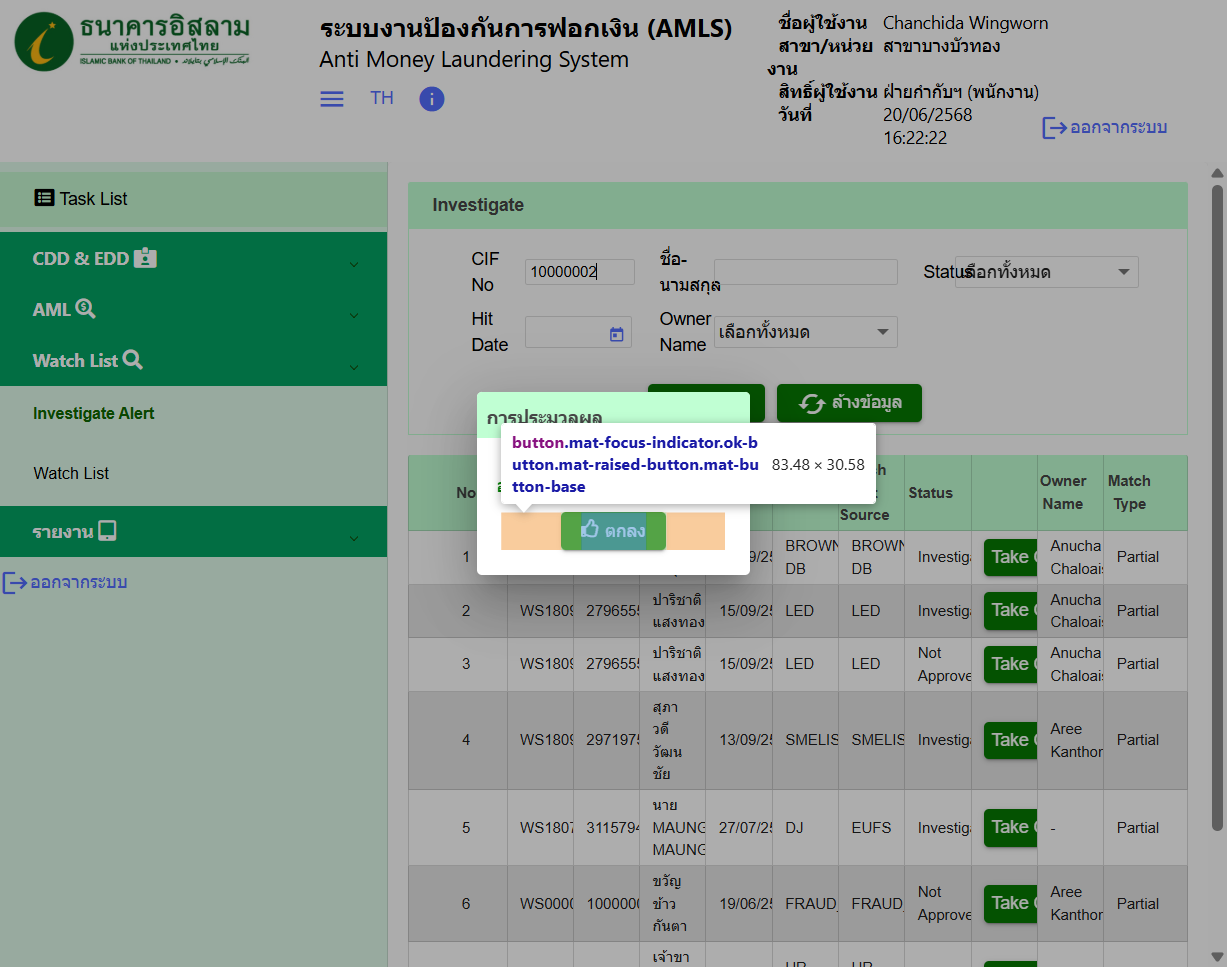 ธนาคารอิสลาม
แห่งประเทศไทย
ISLAMIC BANK OF THAILAND •
ระบบงานป้องกันการฟอกเงิน (AMLS)
Anti Money Laundering System
TH
ชื่อผู้ใช้งาน Chanchida Wingworn
สาขา/หน่วยงาน สาขาบางบัวทอง
สิทธิ์ผู้ใช้งาน ฝ่ายกำกับฯ (พนักงาน)
วันที่ 20/06/2568
16:22:22
ออกจากระบบ
Task List
CDD & EDD
AML
Watch List
Investigate Alert
Watch List
รายงาน
ออกจากระบบ
Investigate
CIF No 10000002
ชื่อ-นามสกุล
Status เลือกทั้งหมด
Hit Date
Owner Name เลือกทั้งหมด
ล้างข้อมูล
การประมวลผล
button.mat-focus-indicator.ok-b
utton.mat-raised-button.mat-bu
tton-base
83.48 × 30.58
ตกลง
No Source Status Owner Name Match Type
1 BROWN DB BROWN DB Investig Take Anucha Chaloai Partial
2 WS1809 279655 ปาริชาติ แสงทอง 15/09/25 LED LED Investig Take Anucha Chaloai Partial
3 WS1809 279655 ปาริชาติ แสงทอง 15/09/25 LED LED Not Approve Take Anucha Chaloai Partial
4 WS1809 297197 สุภาวดี วัฒนชัย 13/09/25 SMELIS SMELIS Investig Take Aree Kanthor Partial
5 WS1807 311579 นาย MAUNG MAUNG 27/07/25 DJ EUFS Investig Take - Partial
6 WS0000 100000 ขวัญข้าว กันตา 19/06/25 FRAUD_ FRAUD_ Not Approve Take Aree Kanthor Partial
เจ้าขา